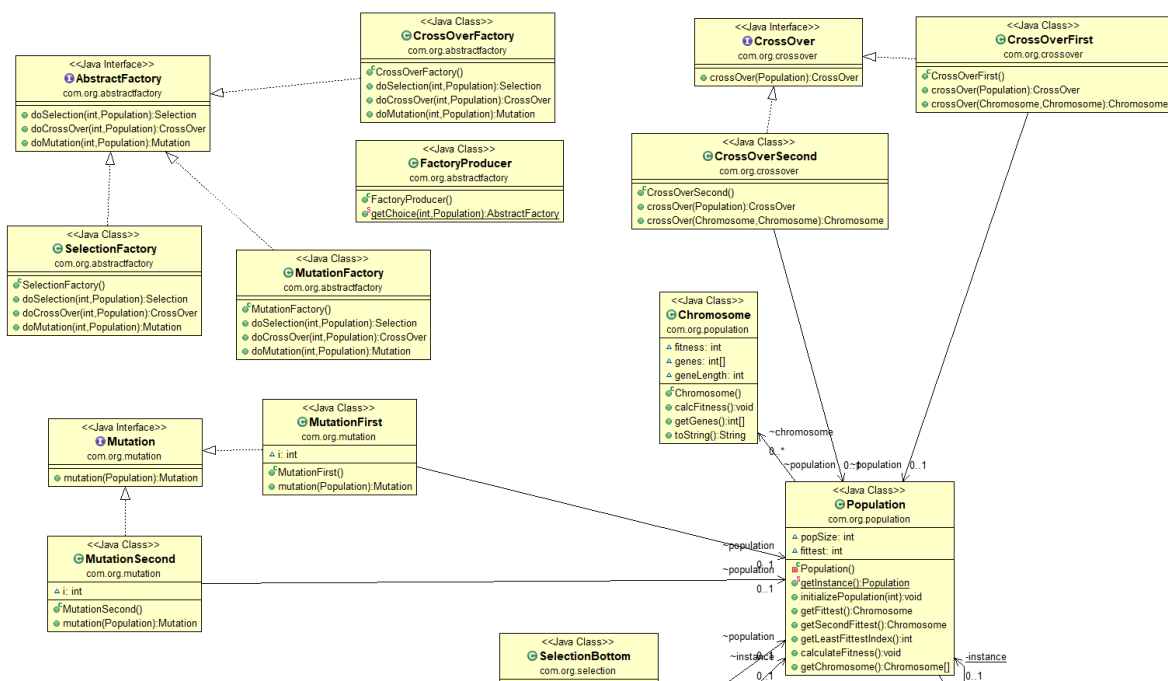 <<Java Class>>
CrossOverFactory
com.org.abstractfactory
CrossOverFactory()
doSelection(int,Population):Selection
doCrossOver(int,Population):CrossOver
doMutation(int,Population):Mutation
<<Java Interface>>
CrossOver
com.org.crossover
crossOver(Population):CrossOver
<<Java Class>>
CrossOverFirst
com.org.crossover
CrossOverFirst()
crossOver(Population):CrossOver
crossOver(Chromosome,Chromosome):Chromosome
<<Java Interface>>
AbstractFactory
com.org.abstractfactory
doSelection(int,Population):Selection
doCrossOver(int,Population):CrossOver
doMutation(int,Population):Mutation
<<Java Class>>
FactoryProducer
com.org.abstractfactory
FactoryProducer()
getChoice(int,Population):AbstractFactory
<<Java Class>>
CrossOverSecond
com.org.crossover
CrossOverSecond()
crossOver(Population):CrossOver
crossOver(Chromosome,Chromosome):Chromosome
<<Java Class>>
SelectionFactory
com.org.abstractfactory
SelectionFactory()
doSelection(int,Population):Selection
doCrossOver(int,Population):CrossOver
doMutation(int,Population):Mutation
<<Java Class>>
MutationFactory
com.org.abstractfactory
MutationFactory()
doSelection(int,Population):Selection
doCrossOver(int,Population):CrossOver
doMutation(int,Population):Mutation
<<Java Class>>
Chromosome
com.org.population
fitness: int
genes: int[]
geneLength: int
Chromosome()
calcFitness():void
getGenes():int[]
toString():String
~chromosome
0..*
~population
~population
0..1
<<Java Interface>>
Mutation
com.org.mutation
mutation(Population):Mutation
<<Java Class>>
MutationFirst
com.org.mutation
i: int
MutationFirst()
mutation(Population):Mutation
<<Java Class>>
MutationSecond
com.org.mutation
i: int
MutationSecond()
mutation(Population):Mutation
~population
0..1
~population
0..1
<<Java Class>>
Population
com.org.population
popSize: int
fittest: int
Population()
getInstance():Population
initializePopulation(int):void
getFittest():Chromosome
getSecondFittest():Chromosome
getLeastFittestIndex():int
calculateFitness():void
getChromosome():Chromosome[]
~population
~instance
0..1
-instance
0..1
<<Java Class>>
SelectionBottom
com.org.selection